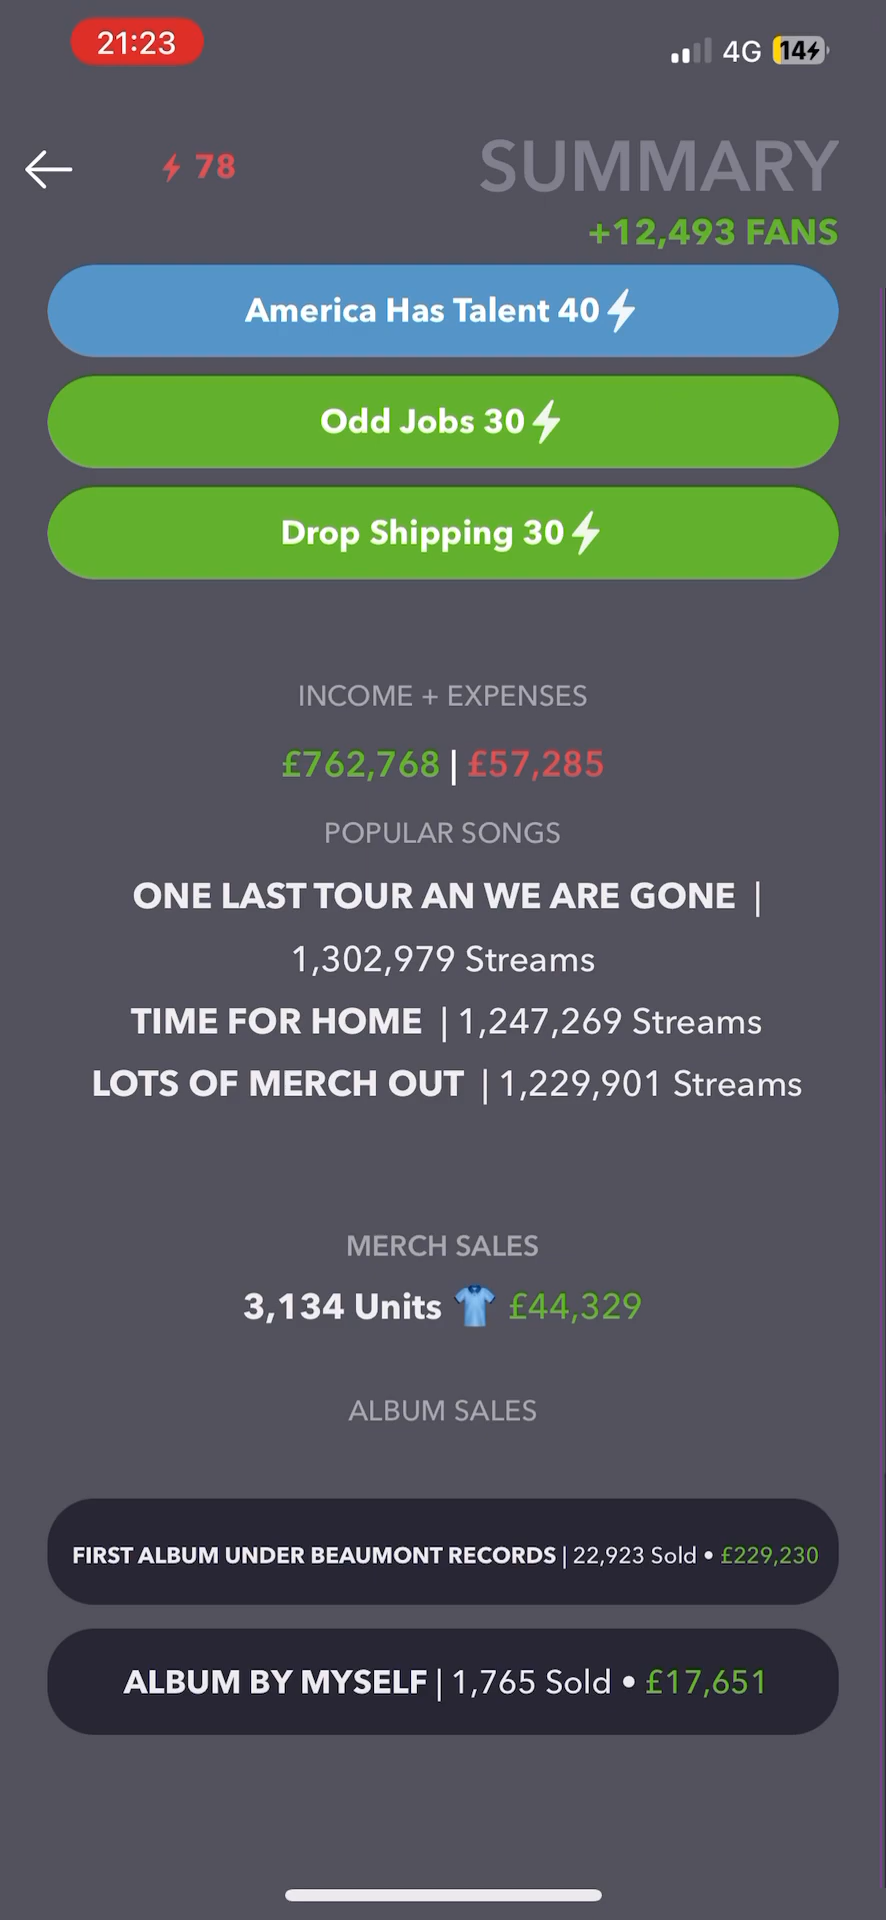 21:23
4G 14
78
SUMMARY
+12,493 FANS
America Has Talent 40
Odd Jobs 30
Drop Shipping 30
INCOME + EXPENSES
£762,768 | £57,285
POPULAR SONGS
ONE LAST TOUR AN WE ARE GONE |
1,302,979 Streams
TIME FOR HOME | 1,247,269 Streams
LOTS OF MERCH OUT | 1,229,901 Streams
MERCH SALES
3,134 Units 👕 £44,329
ALBUM SALES
FIRST ALBUM UNDER BEAUMONT RECORDS | 22,923 Sold • £229,230
ALBUM BY MYSELF | 1,765 Sold • £17,651